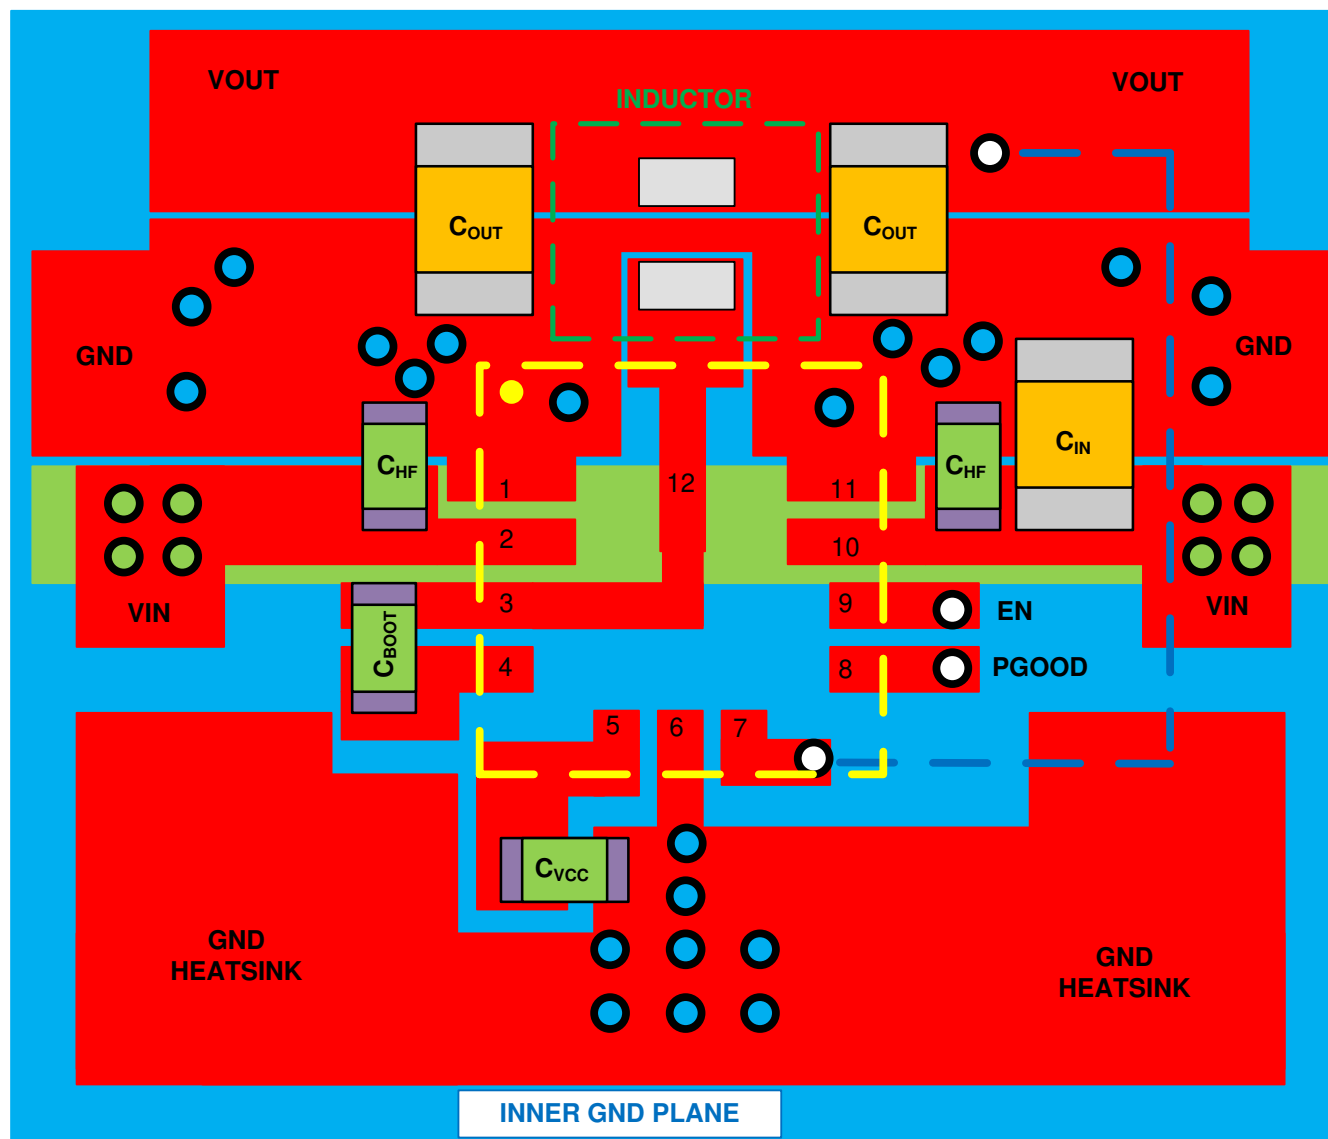 VOUT
VOUT
INDUCTOR
COUT
COUT
GND
GND
CIN
CHF
CHF
1
12
11
2
10
VIN
3
9
EN
VIN
CBOOT
4
8
PGOOD
5
6
7
CVCC
GND
HEATSINK
GND
HEATSINK
INNER GND PLANE